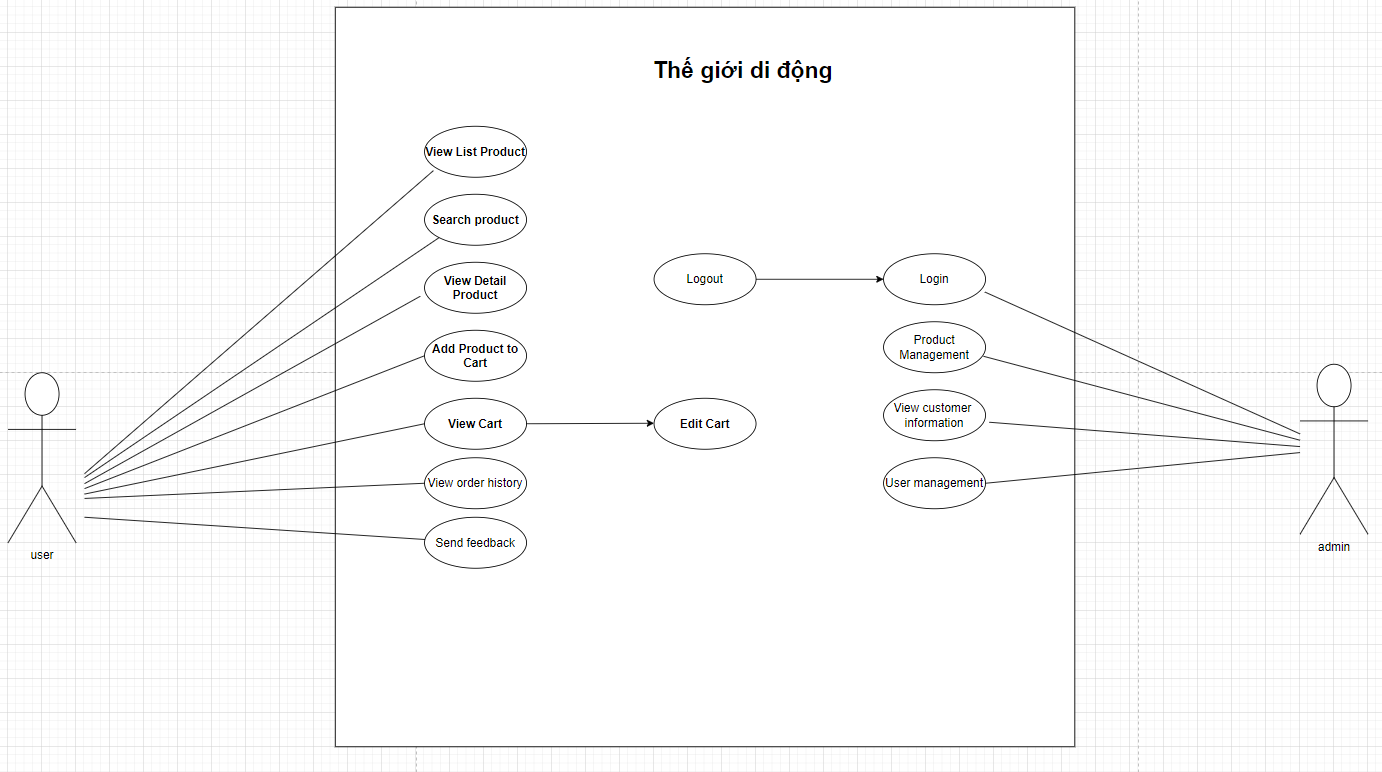 Thế giới di động
View List Product
Search product
View Detail
Product
Add Product to
Cart
View Cart
View order history
Send feedback
Logout
Edit Cart
Login
Product
Management
View customer
information
User management
user
admin